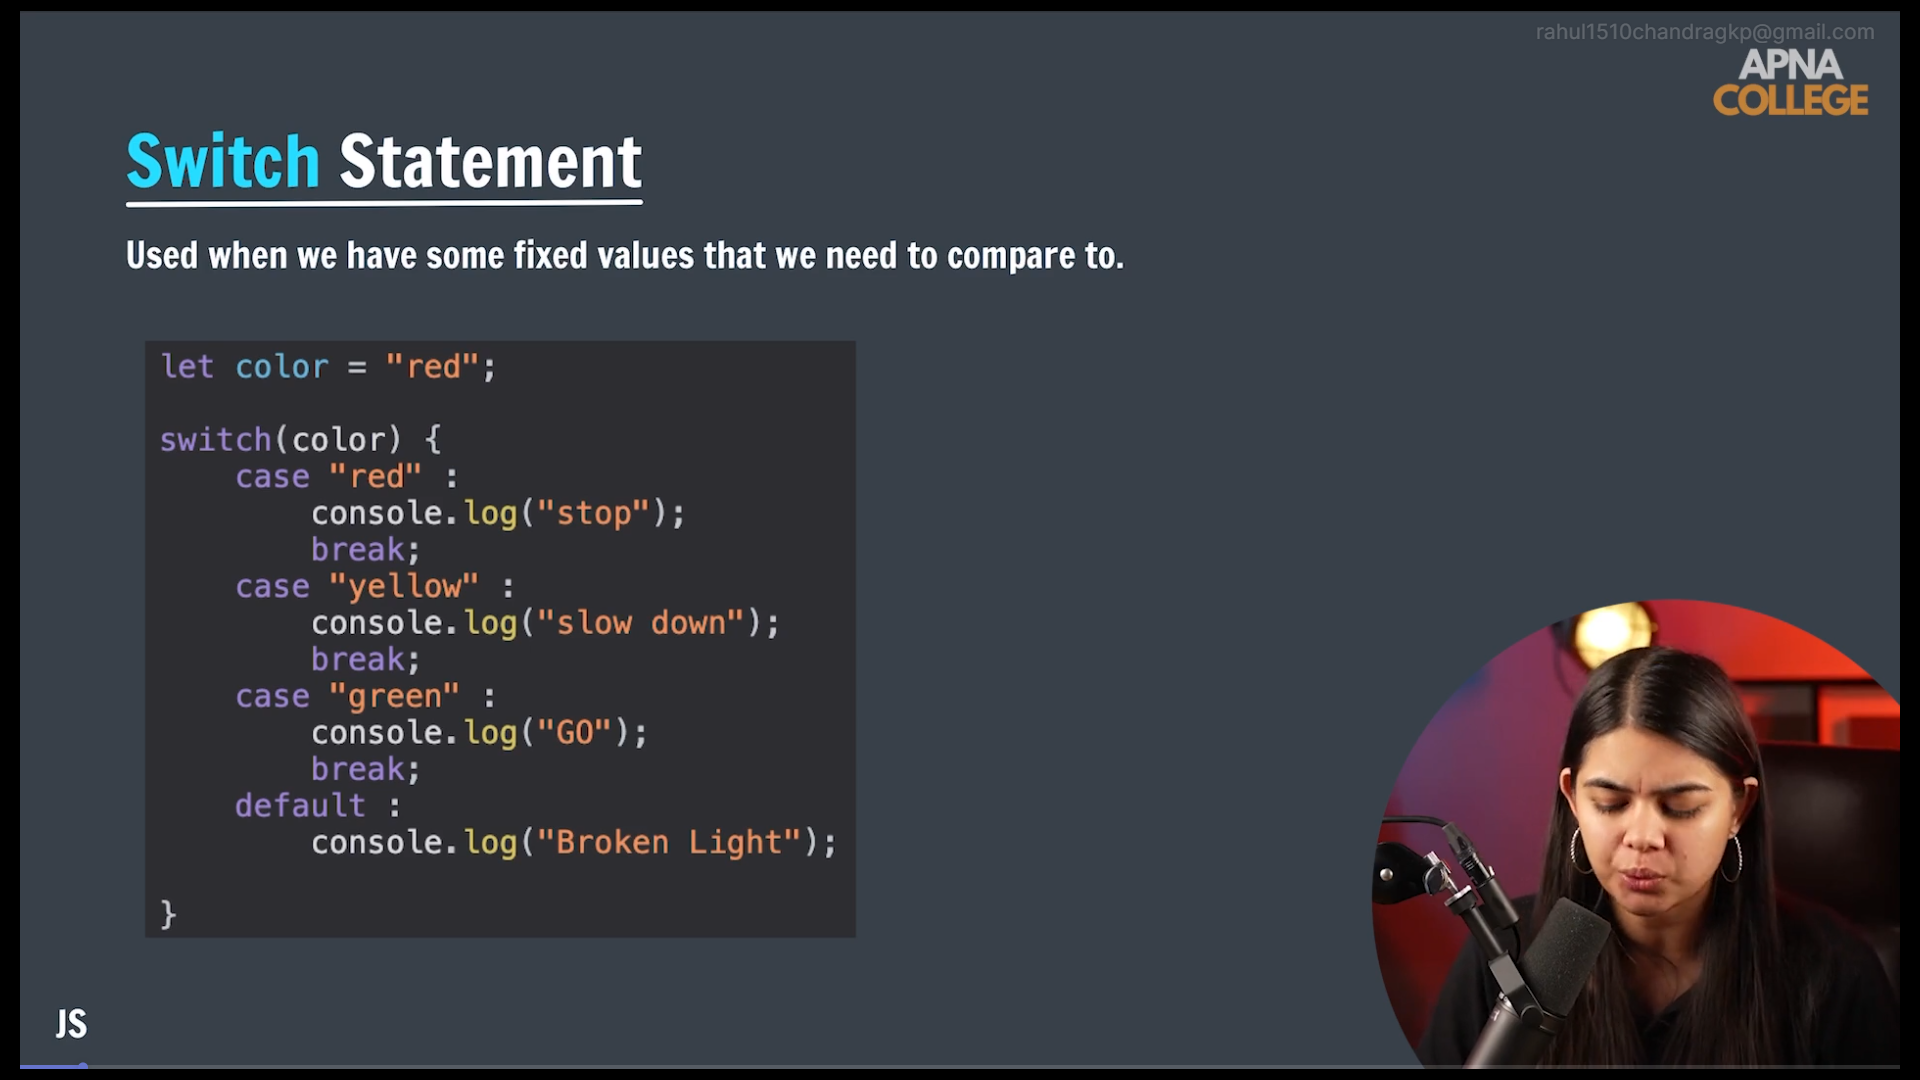 rahul1510chandragkp@gmail.com
APNA
COLLEGE
Switch Statement
Used when we have some fixed values that we need to compare to.
let color = "red";
switch(color) {
    case "red" :
        console.log("stop");
        break;
    case "yellow" :
        console.log("slow down");
        break;
    case "green" :
        console.log("GO");
        break;
    default :
        console.log("Broken Light");
}
JS